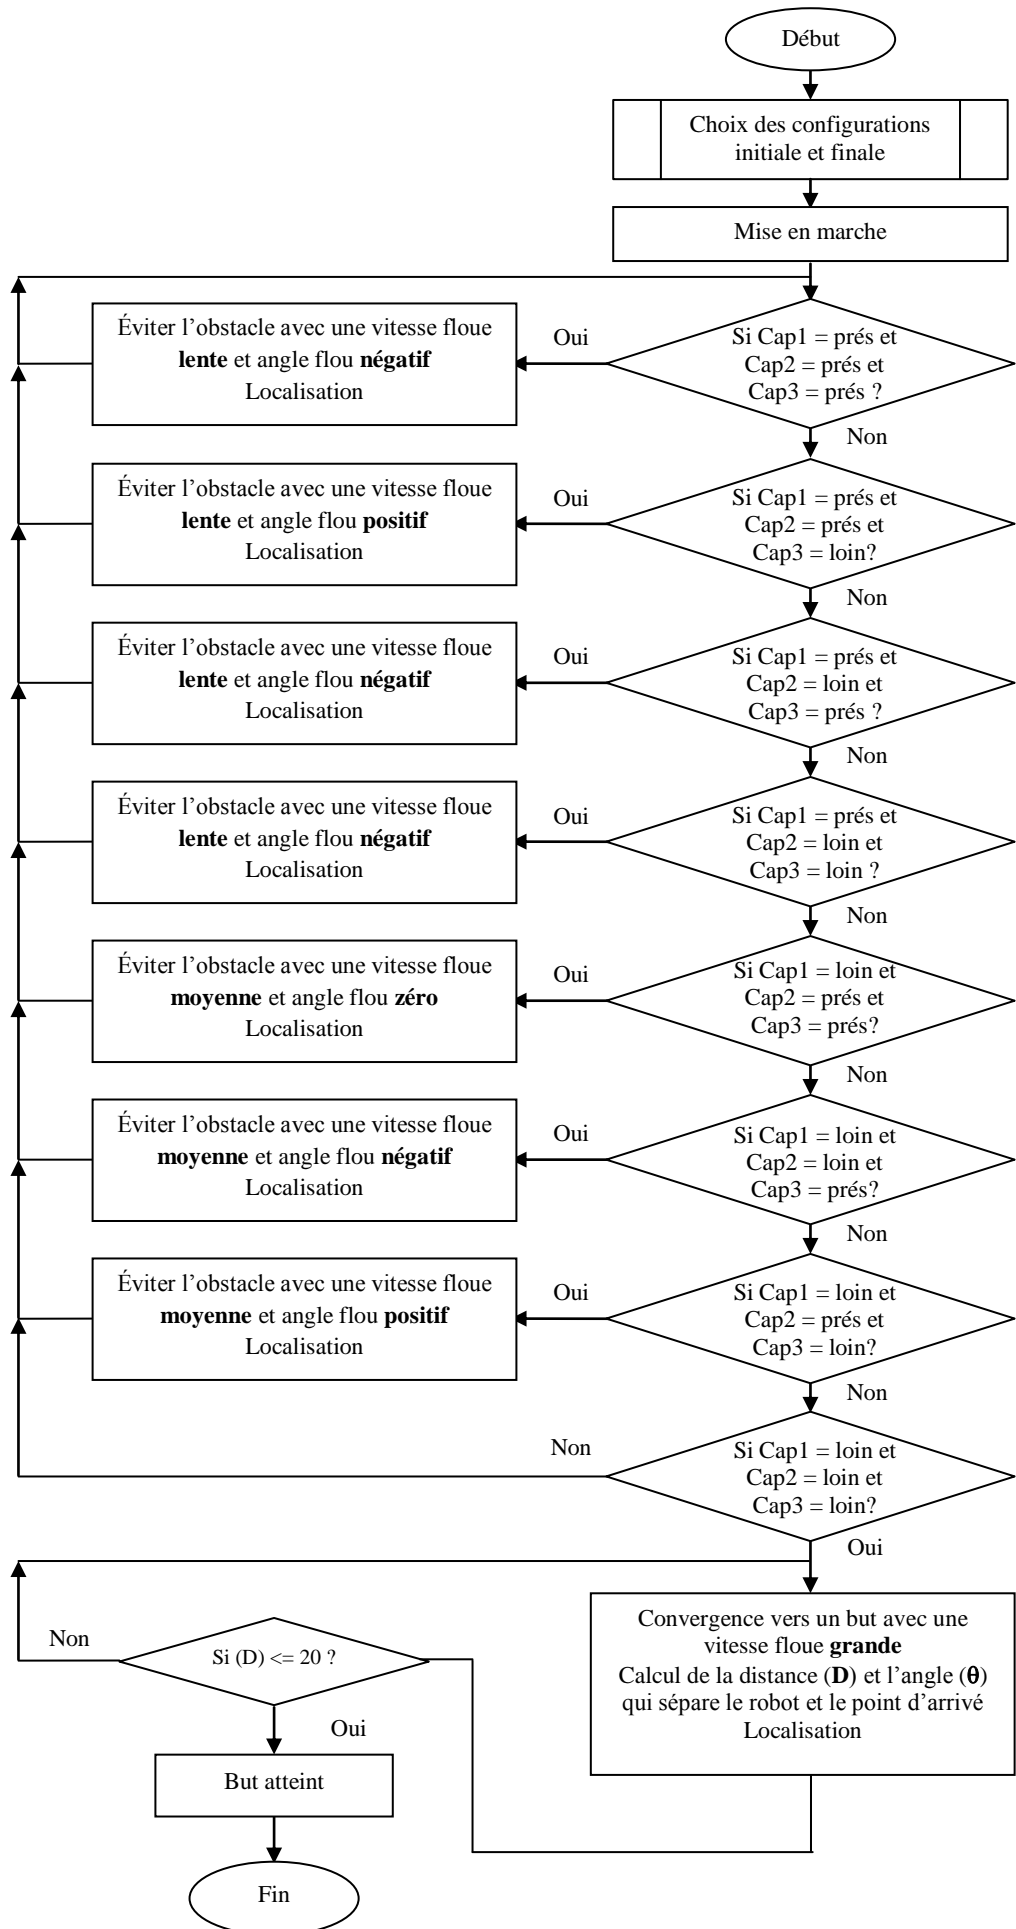 Début
Choix des configurations
initiale et finale
Mise en marche
Éviter l'obstacle avec une vitesse floue
lente et angle flou négatif
Localisation
Oui
Si Cap1 = prés et
Cap2 = prés et
Cap3 = prés ?
Non
Éviter l'obstacle avec une vitesse floue
lente et angle flou positif
Localisation
Oui
Si Cap1 = prés et
Cap2 = prés et
Cap3 = loin?
Non
Éviter l'obstacle avec une vitesse floue
lente et angle flou négatif
Localisation
Oui
Si Cap1 = prés et
Cap2 = loin et
Cap3 = prés ?
Non
Éviter l'obstacle avec une vitesse floue
lente et angle flou négatif
Localisation
Oui
Si Cap1 = prés et
Cap2 = loin et
Cap3 = loin ?
Non
Éviter l'obstacle avec une vitesse floue
moyenne et angle flou zéro
Localisation
Oui
Si Cap1 = loin et
Cap2 = prés et
Cap3 = prés?
Non
Éviter l'obstacle avec une vitesse floue
moyenne et angle flou négatif
Localisation
Oui
Si Cap1 = loin et
Cap2 = loin et
Cap3 = prés?
Non
Éviter l'obstacle avec une vitesse floue
moyenne et angle flou positif
Localisation
Oui
Si Cap1 = loin et
Cap2 = prés et
Cap3 = loin?
Non
Non
Si Cap1 = loin et
Cap2 = loin et
Cap3 = loin?
Oui
Convergence vers un but avec une
vitesse floue grande
Calcul de la distance (D) et l'angle (θ)
qui sépare le robot et le point d'arrivé
Localisation
Non
Si (D) <= 20 ?
Oui
But atteint
Fin